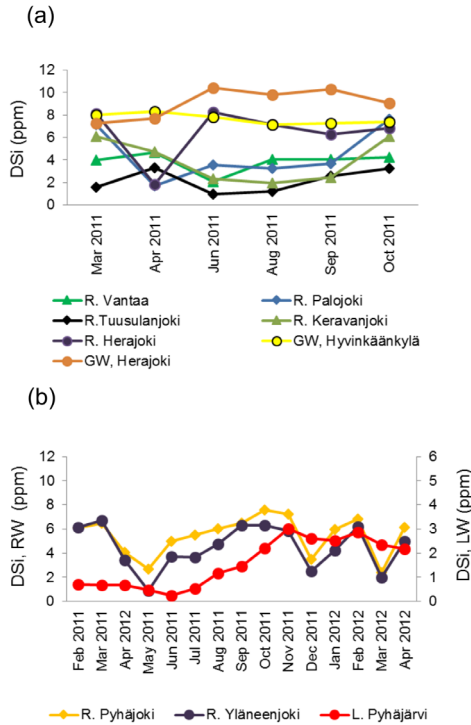 (a)
DSi (ppm)
12
10
8
6
4
2
0
Mar 2011
Apr 2011
Jun 2011
Aug 2011
Sep 2011
Oct 2011
R. Vantaa
R. Palojoki
R.Tuusulanjoki
R. Keravanjoki
R. Herajoki
GW, Hyvinkäänkylä
GW, Herajoki
(b)
DSi, RW (ppm)
12
10
8
6
4
2
0
DSi, LW (ppm)
6
5
4
3
2
1
0
Feb 2011
Mar 2011
Apr 2012
May 2011
Jun 2011
Jul 2011
Aug 2011
Sep 2011
Oct 2011
Nov 2011
Dec 2011
Jan 2012
Feb 2012
Mar 2012
Apr 2012
R. Pyhäjoki
R. Yläneenjoki
L. Pyhäjärvi